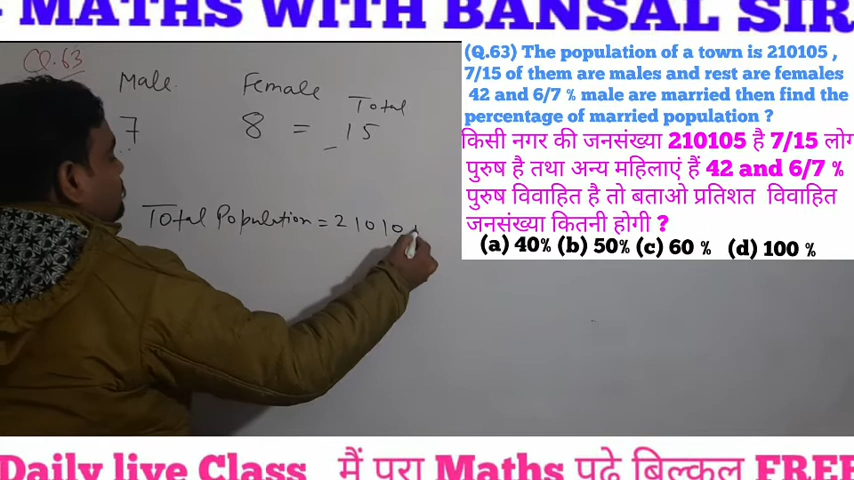 - MATHS WITH BANSAL SIR
Q.63
Male Female Total
7 8 = 15
Total Population = 2101
(Q.63) The population of a town is 210105 ,
7/15 of them are males and rest are females
42 and 6/7 % male are married then find the
percentage of married population ?
किसी नगर की जनसंख्या 210105 है 7/15 लोग
पुरुष है तथा अन्य महिलाएं हैं 42 and 6/7 %
पुरुष विवाहित है तो बताओ प्रतिशत विवाहित
जनसंख्या कितनी होगी ?
(a) 40% (b) 50% (c) 60 % (d) 100 %
Daily live Class मैं पूरा Maths पढ़े बिल्कुल FREE